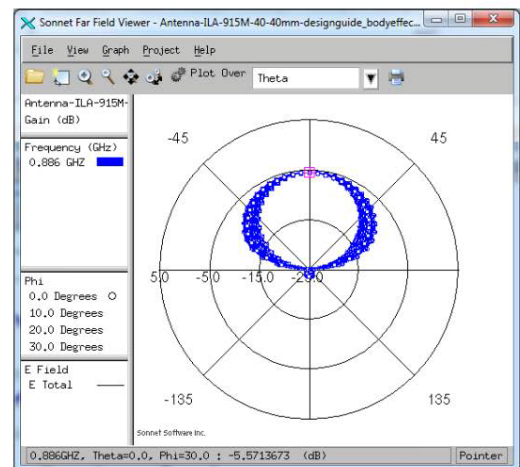 Sonnet Far Field Viewer - Antenna-ILA-915M-40-40mm-designguide_bodyeffec...
File View Graph Project Help
Plot Over Theta
Antenna-ILA-915M-
Gain (dB)
Frequency (GHz)
0.886 GHZ
Phi
0.0 Degrees
10.0 Degrees
20.0 Degrees
30.0 Degrees
E Field
E Total
-45 45
5.0 -5.0 -15.0
-135 135
Sonnet Software Inc.
0.886GHZ, Theta=0.0, Phi=30.0 : -5.5713673 (dB) Pointer